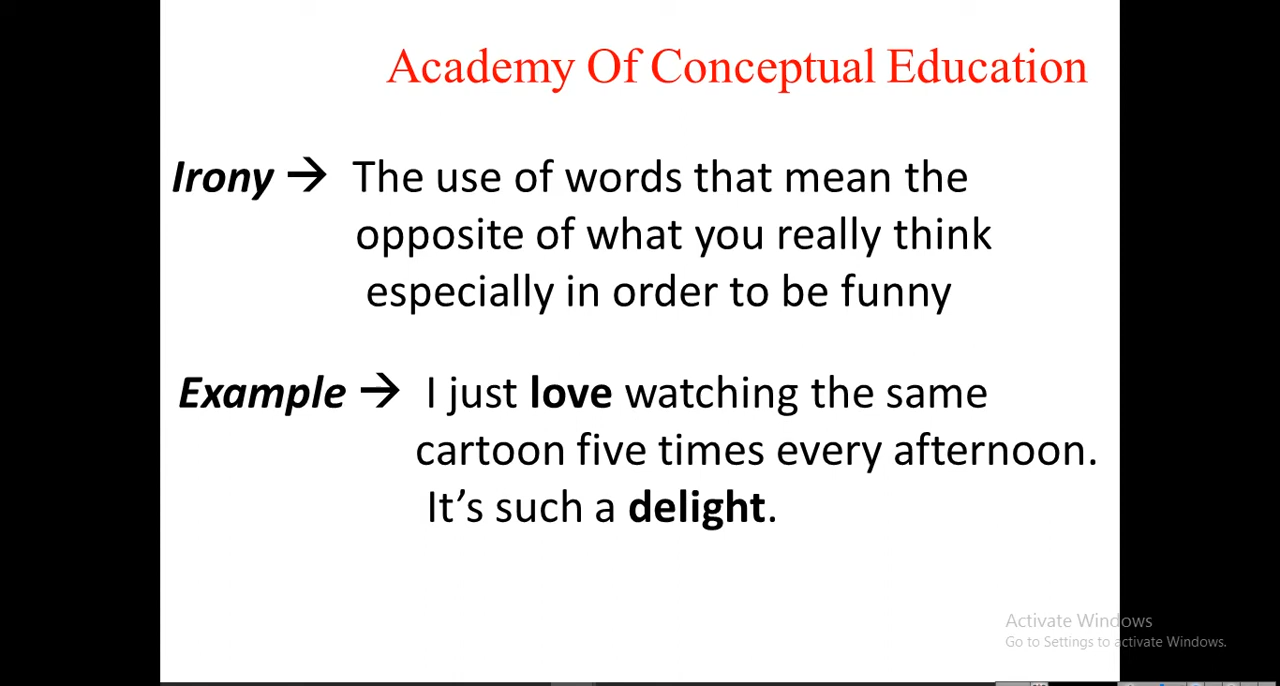 Academy Of Conceptual Education
Irony → The use of words that mean the
opposite of what you really think
especially in order to be funny
Example → I just love watching the same
cartoon five times every afternoon.
It’s such a delight.
Activate Windows
Go to Settings to activate Windows.